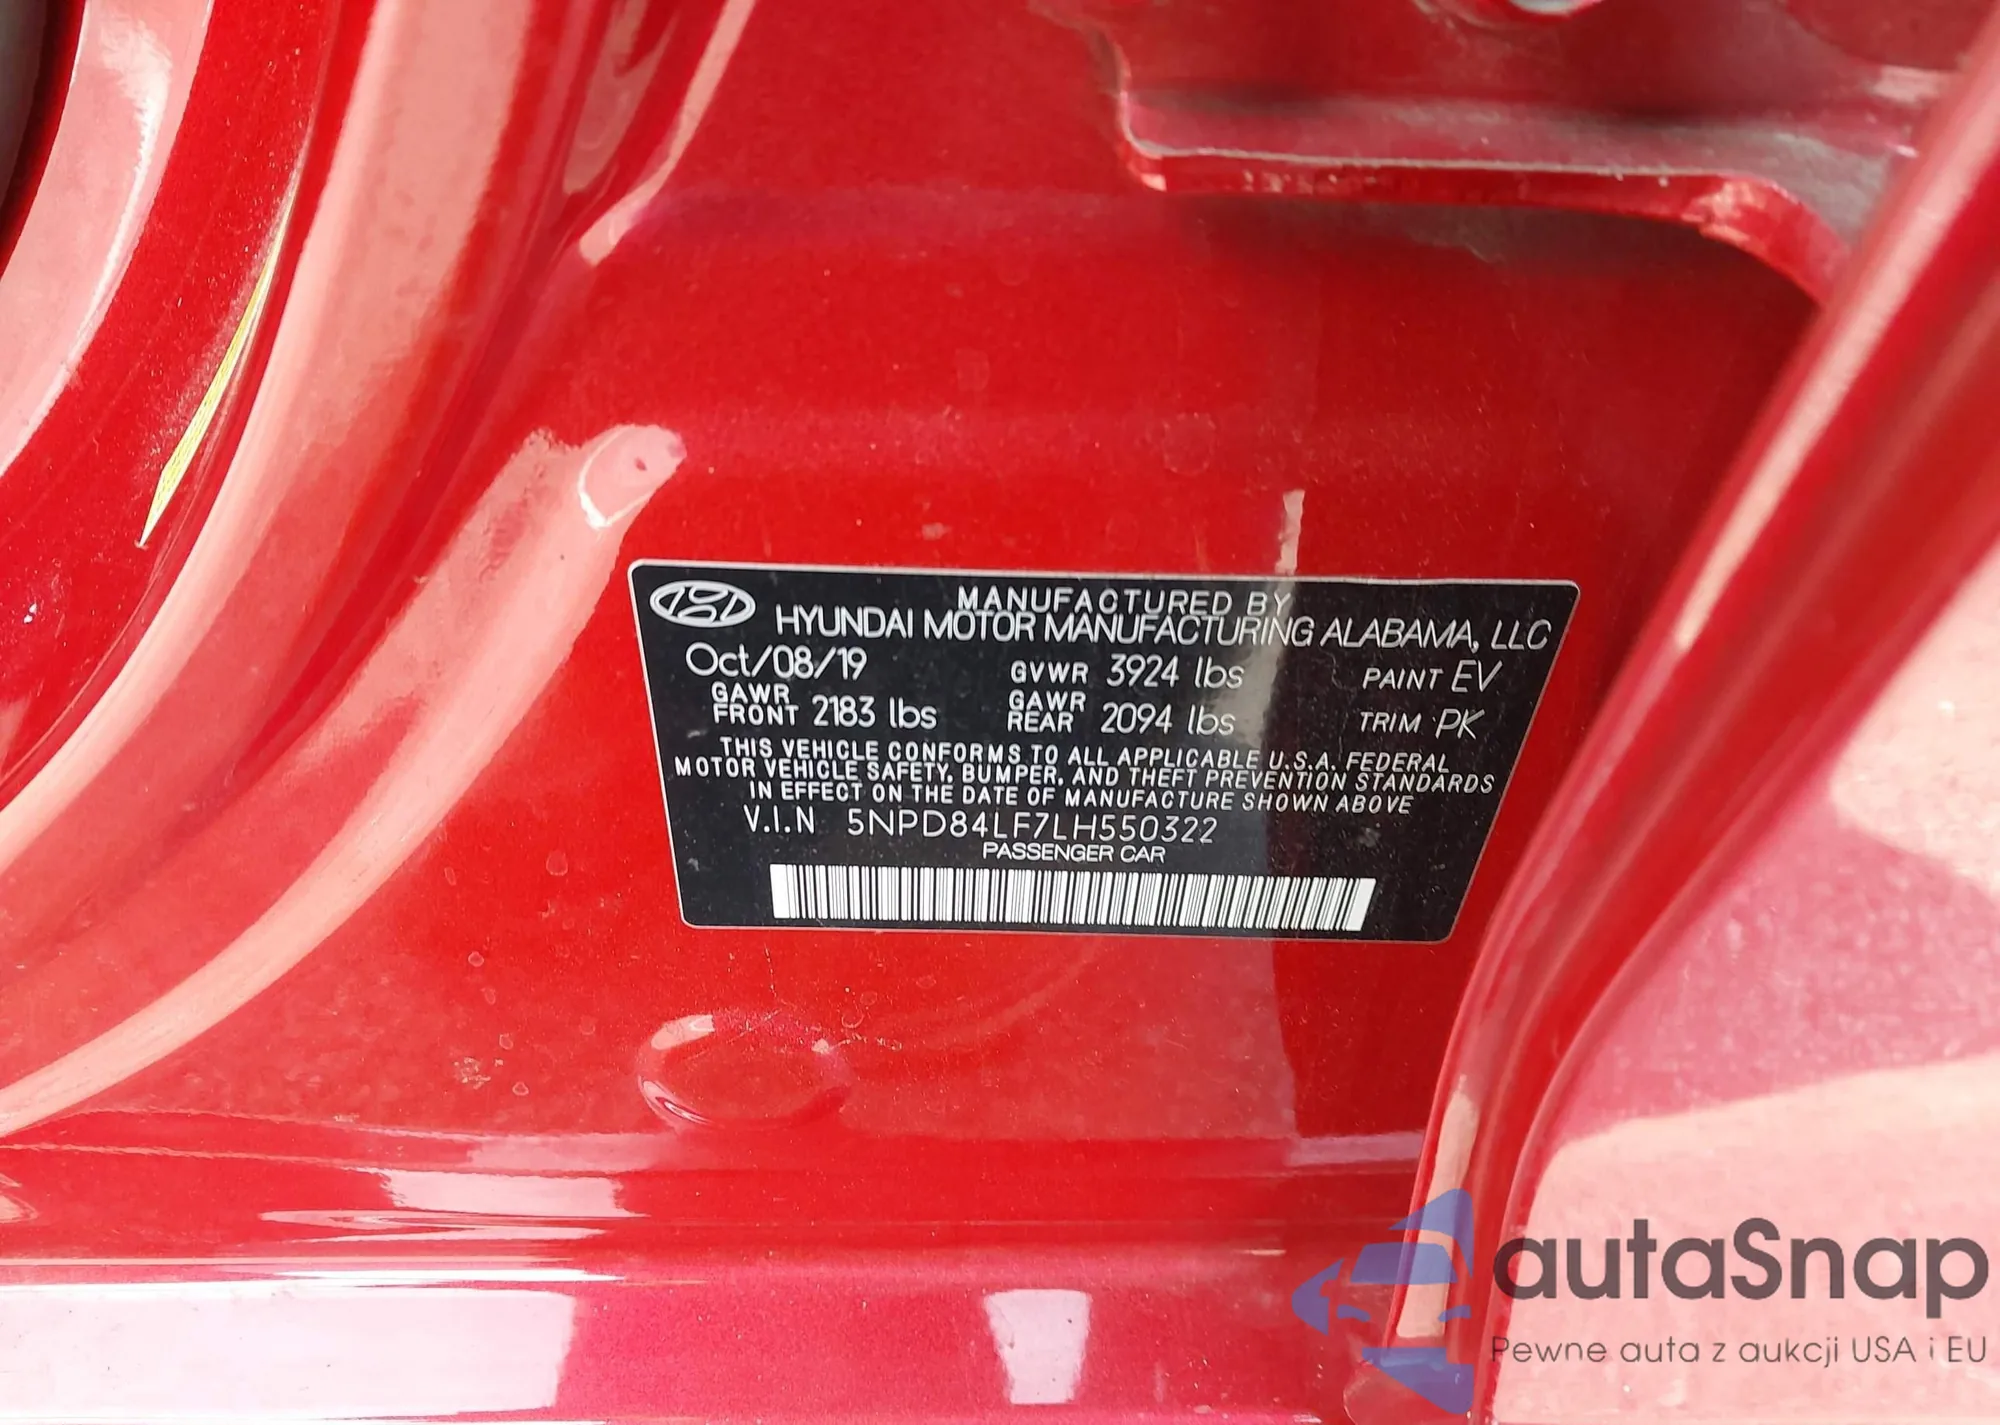 MANUFACTURED BY
HYUNDAI MOTOR MANUFACTURING ALABAMA, LLC
Oct/08/19 GVWR 3924 lbs PAINT EV
GAWR FRONT 2183 lbs GAWR REAR 2094 lbs TRIM PK
THIS VEHICLE CONFORMS TO ALL APPLICABLE U.S.A. FEDERAL
MOTOR VEHICLE SAFETY, BUMPER, AND THEFT PREVENTION STANDARDS
IN EFFECT ON THE DATE OF MANUFACTURE SHOWN ABOVE
V.I.N 5NPD84LF7LH550322
PASSENGER CAR
autaSnap
Pewne auta z aukcji USA i EU